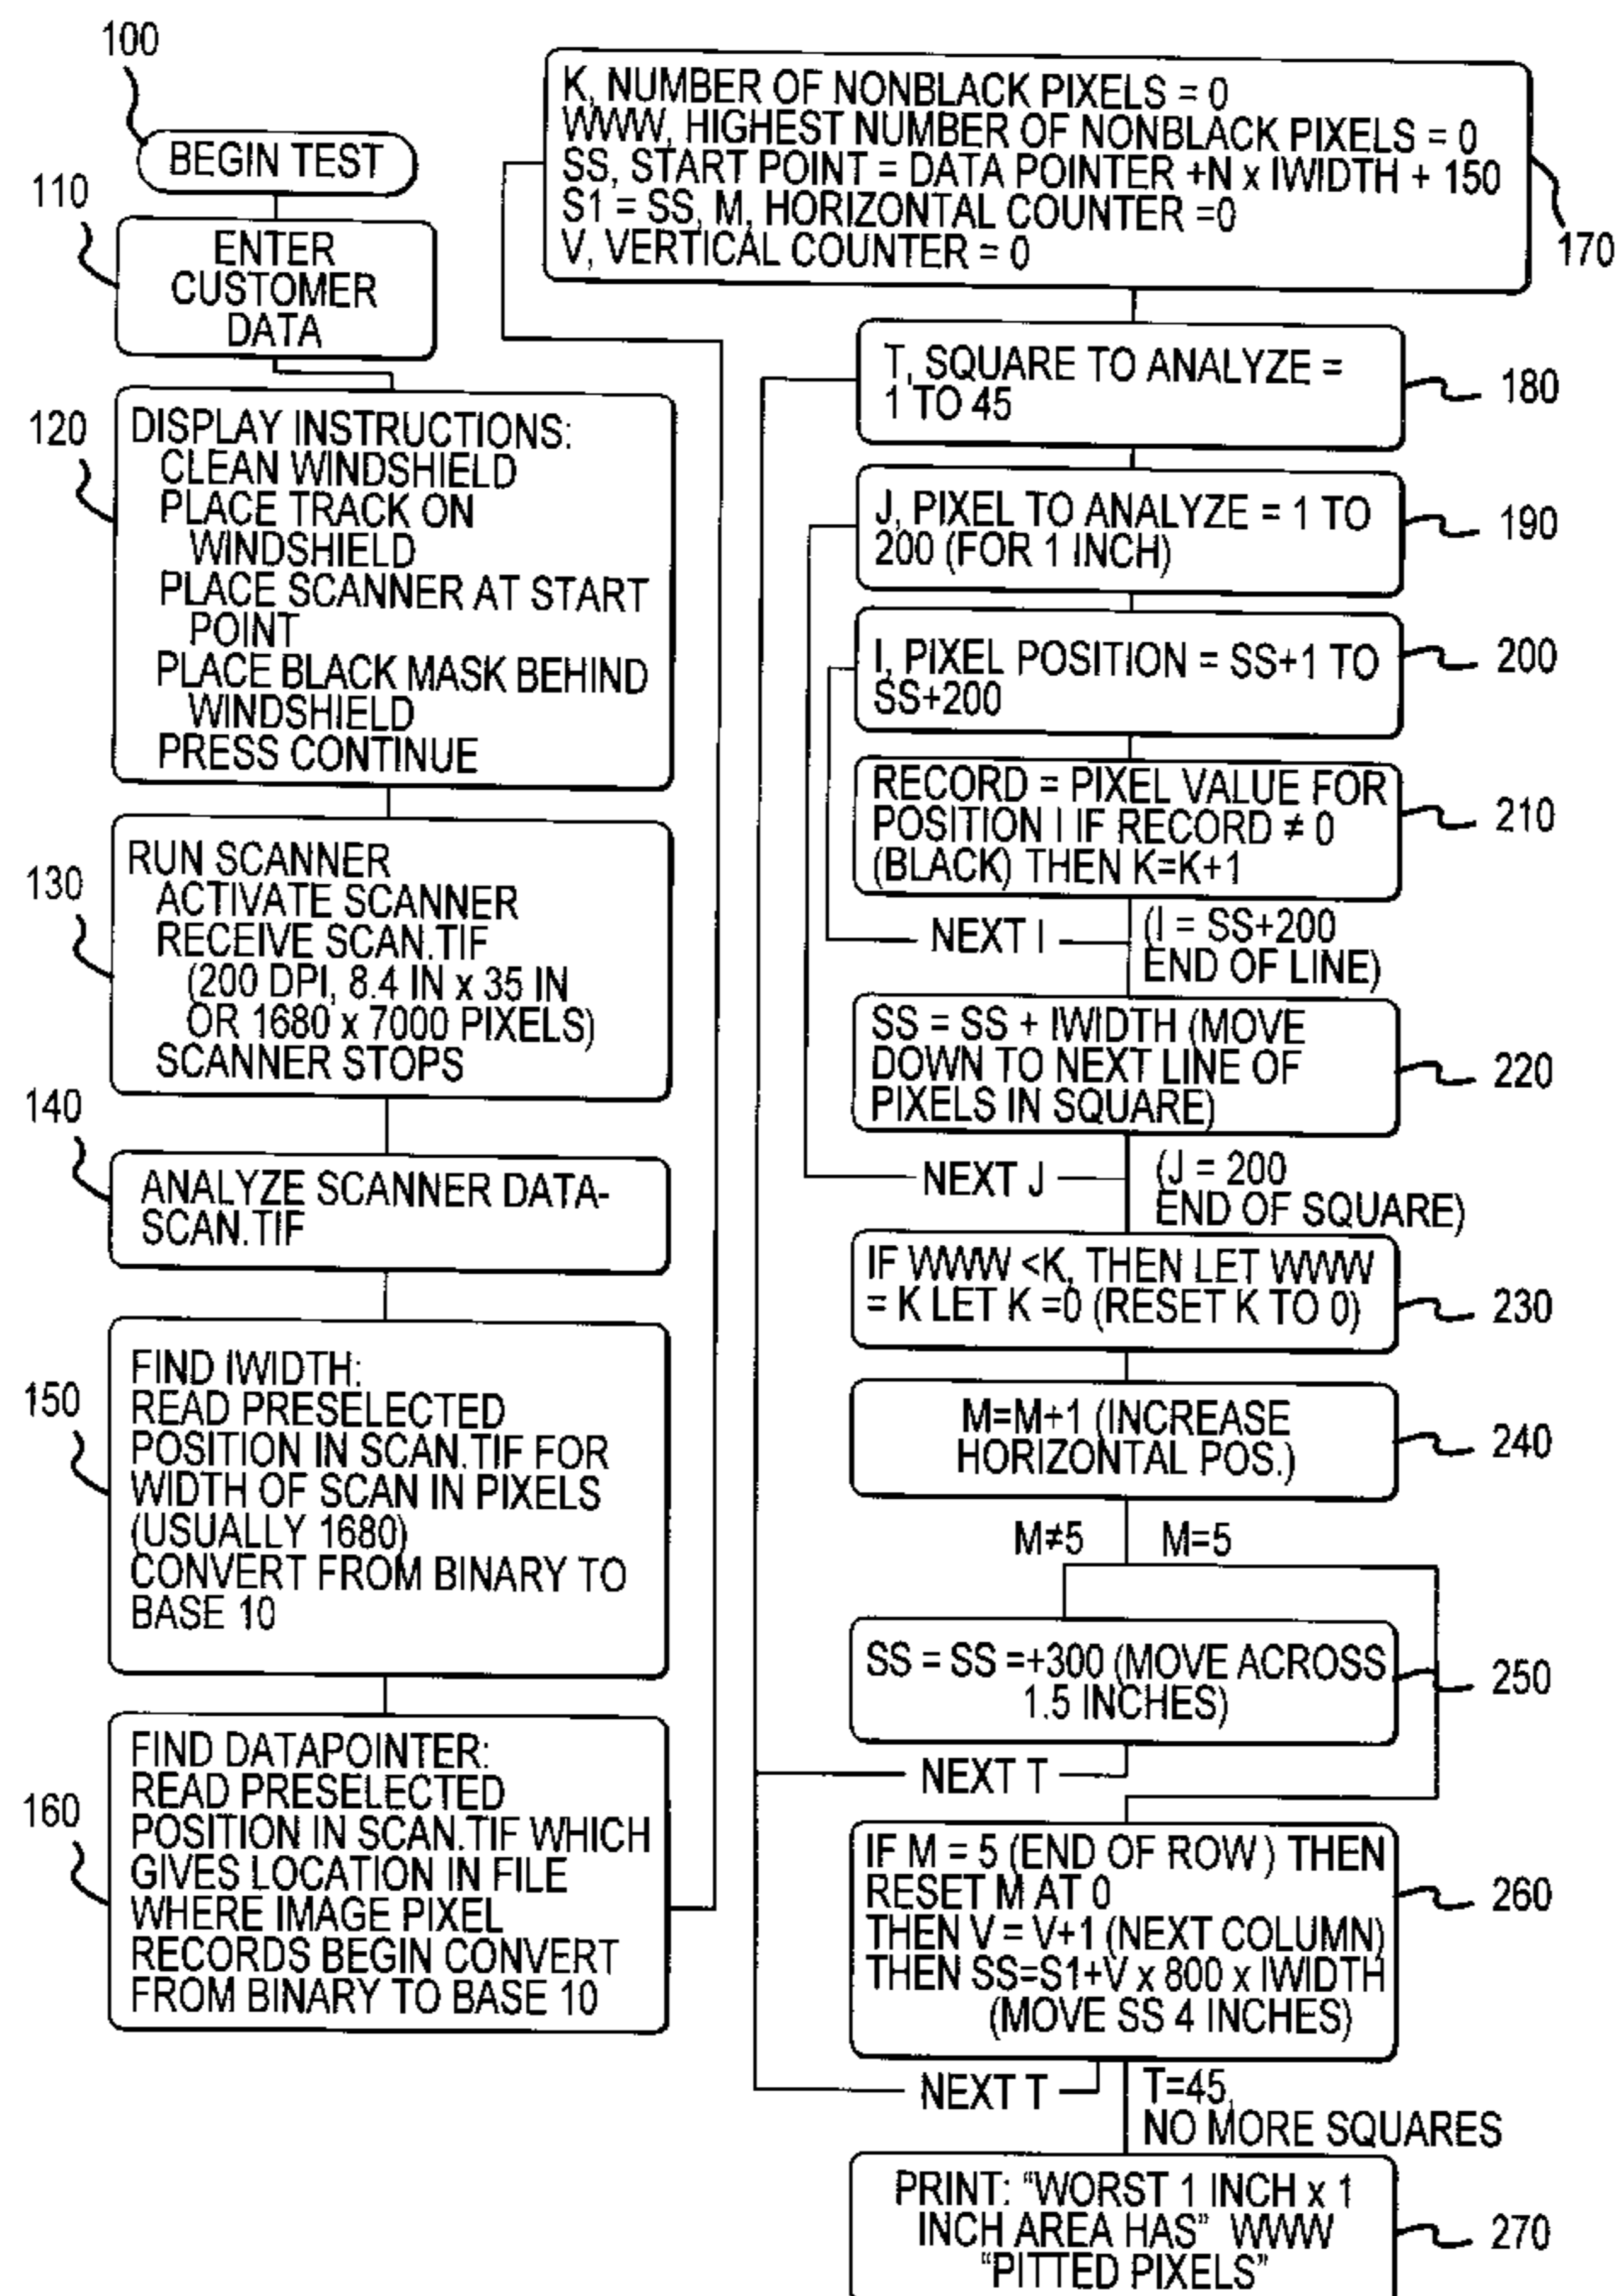 100
BEGIN TEST
110
ENTER
CUSTOMER
DATA
120
DISPLAY INSTRUCTIONS:
CLEAN WINDSHIELD
PLACE TRACK ON
WINDSHIELD
PLACE SCANNER AT START
POINT
PLACE BLACK MASK BEHIND
WINDSHIELD
PRESS CONTINUE
130
RUN SCANNER
ACTIVATE SCANNER
RECEIVE SCAN.TIF
(200 DPI, 8.4 IN x 35 IN
OR 1680 x 7000 PIXELS)
SCANNER STOPS
140
ANALYZE SCANNER DATA-
SCAN.TIF
150
FIND IWIDTH:
READ PRESELECTED
POSITION IN SCAN.TIF FOR
WIDTH OF SCAN IN PIXELS
(USUALLY 1680)
CONVERT FROM BINARY TO
BASE 10
160
FIND DATAPOINTER:
READ PRESELECTED
POSITION IN SCAN.TIF WHICH
GIVES LOCATION IN FILE
WHERE IMAGE PIXEL
RECORDS BEGIN CONVERT
FROM BINARY TO BASE 10
K, NUMBER OF NONBLACK PIXELS = 0
WWW, HIGHEST NUMBER OF NONBLACK PIXELS = 0
SS, START POINT = DATA POINTER +N x IWIDTH + 150
S1 = SS, M, HORIZONTAL COUNTER =0
V, VERTICAL COUNTER = 0
170
T, SQUARE TO ANALYZE =
1 TO 45
180
J, PIXEL TO ANALYZE = 1 TO
200 (FOR 1 INCH)
190
I, PIXEL POSITION = SS+1 TO
SS+200
200
RECORD = PIXEL VALUE FOR
POSITION I IF RECORD ≠ 0
(BLACK) THEN K=K+1
210
NEXT I
(I = SS+200
END OF LINE)
SS = SS + IWIDTH (MOVE
DOWN TO NEXT LINE OF
PIXELS IN SQUARE)
220
NEXT J
(J = 200
END OF SQUARE)
IF WWW <K, THEN LET WWW
= K LET K =0 (RESET K TO 0)
230
M=M+1 (INCREASE
HORIZONTAL POS.)
240
M≠5
M=5
SS = SS =+300 (MOVE ACROSS
1.5 INCHES)
250
NEXT T
IF M = 5 (END OF ROW ) THEN
RESET M AT 0
THEN V = V+1 (NEXT COLUMN)
THEN SS=S1+V x 800 x IWIDTH
(MOVE SS 4 INCHES)
260
NEXT T
T=45,
NO MORE SQUARES
PRINT: "WORST 1 INCH x 1
INCH AREA HAS" WWW
"PITTED PIXELS"
270